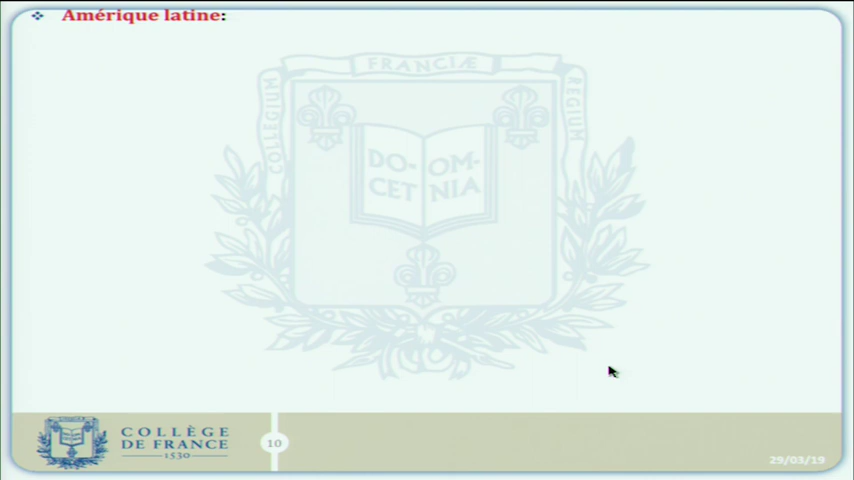 Amérique latine:
COLLEGIUM
FRANCIÆ
REGIUM
DO- OM-
CET NIA
COLLÈGE
DE FRANCE
1530
10
29/03/19